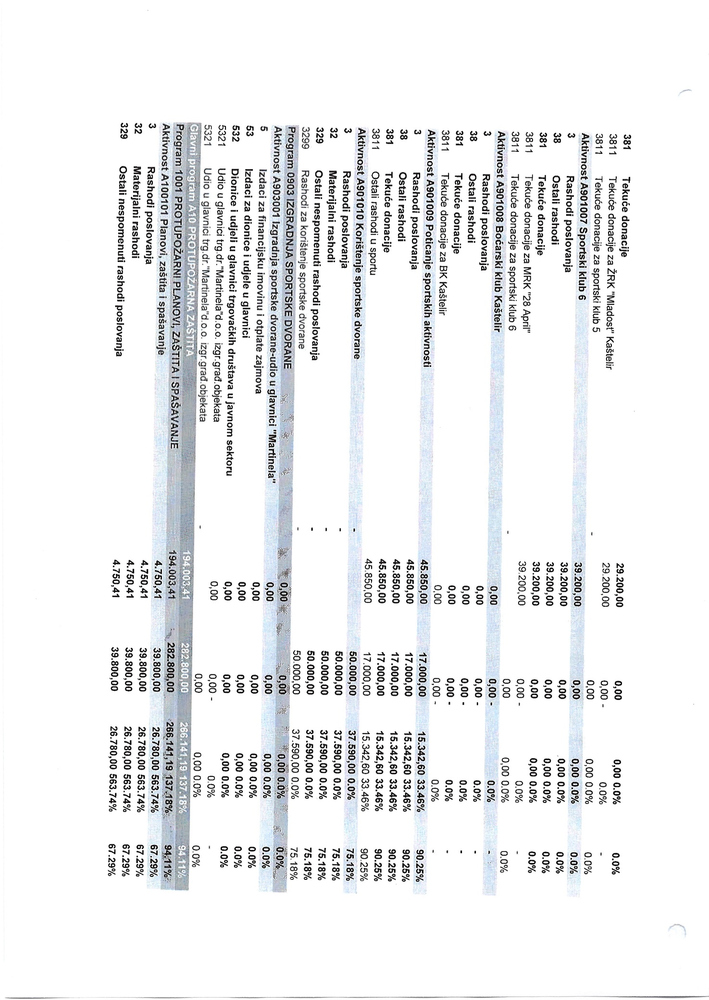 381 Tekuće donacije 29.200,00 0,00 0,00 0.0% 0.0%
3811 Tekuće donacije za ŽRK "Mladost" Kaštelir 29.200,00 0,00 - 0.0% -
3811 Tekuće donacije za sportski klub 5 - 0,00 0,00 0.0% 0.0%
Aktivnost A901007 Sportski klub 6 39.200,00 0,00 0,00 0.0% 0.0%
3 Rashodi poslovanja 39.200,00 0,00 0,00 0.0% 0.0%
38 Ostali rashodi 39.200,00 0,00 0,00 0.0% 0.0%
381 Tekuće donacije 39.200,00 0,00 0,00 0.0% 0.0%
3811 Tekuće donacije za MRK "28 April" 39.200,00 0,00 - 0.0% -
3811 Tekuće donacije za sportski klub 6 - 0,00 0,00 0.0% 0.0%
Aktivnost A901008 Boćarski klub Kaštelir 0,00 0,00 - 0.0% -
3 Rashodi poslovanja 0,00 0,00 - 0.0% -
38 Ostali rashodi 0,00 0,00 - 0.0% -
381 Tekuće donacije 0,00 0,00 - 0.0% -
3811 Tekuće donacije za BK Kaštelir 0,00 0,00 - 0.0% -
Aktivnost A901009 Poticanje sportskih aktivnosti 45.850,00 17.000,00 15.342,60 33.46% 90.25%
3 Rashodi poslovanja 45.850,00 17.000,00 15.342,60 33.46% 90.25%
38 Ostali rashodi 45.850,00 17.000,00 15.342,60 33.46% 90.25%
381 Tekuće donacije 45.850,00 17.000,00 15.342,60 33.46% 90.25%
3811 Ostali rashodi u sportu 45.850,00 17.000,00 15.342,60 33.46% 90.25%
Aktivnost A901010 Korištenje sportske dvorane - 50.000,00 37.590,00 0.0% 75.18%
3 Rashodi poslovanja - 50.000,00 37.590,00 0.0% 75.18%
32 Materijalni rashodi - 50.000,00 37.590,00 0.0% 75.18%
329 Ostali nespomenuti rashodi poslovanja - 50.000,00 37.590,00 0.0% 75.18%
3299 Rashodi za korištenje sportske dvorane - 50.000,00 37.590,00 0.0% 75.18%
Program 0903 IZGRADNJA SPORTSKE DVORANE 0,00 0,00 0,00 0.0% 0.0%
Aktivnost A903001 Izgradnja sportske dvorane-udio u glavnici "Martinela" 0,00 0,00 0,00 0.0% 0.0%
5 Izdaci za financijsku imovinu i otplate zajmova 0,00 0,00 0,00 0.0% 0.0%
53 Izdaci za dionice i udjele u glavnici 0,00 0,00 0,00 0.0% 0.0%
532 Dionice i udjeli u glavnici trgovačkih društava u javnom sektoru 0,00 0,00 0,00 0.0% 0.0%
5321 Udio u glavnici trg.dr."Martinela"d.o.o. izgr.građ.objekata 0,00 0,00 - 0.0% -
5321 Udio u glavnici trg.dr."Martinela"d.o.o. izgr.građ.objekata - 0,00 0,00 0.0% 0.0%
Glavni program A10 PROTUPOŽARNA ZAŠTITA 194.003,41 282.800,00 266.141,19 137.18% 94.11%
Program 1001 PROTUPOŽARNI PLANOVI, ZAŠTITA I SPAŠAVANJE 194.003,41 282.800,00 266.141,19 137.18% 94.11%
Aktivnost A100101 Planovi, zaštita i spašavanje 4.750,41 39.800,00 26.780,00 563.74% 67.29%
3 Rashodi poslovanja 4.750,41 39.800,00 26.780,00 563.74% 67.29%
32 Materijalni rashodi 4.750,41 39.800,00 26.780,00 563.74% 67.29%
329 Ostali nespomenuti rashodi poslovanja 4.750,41 39.800,00 26.780,00 563.74% 67.29%